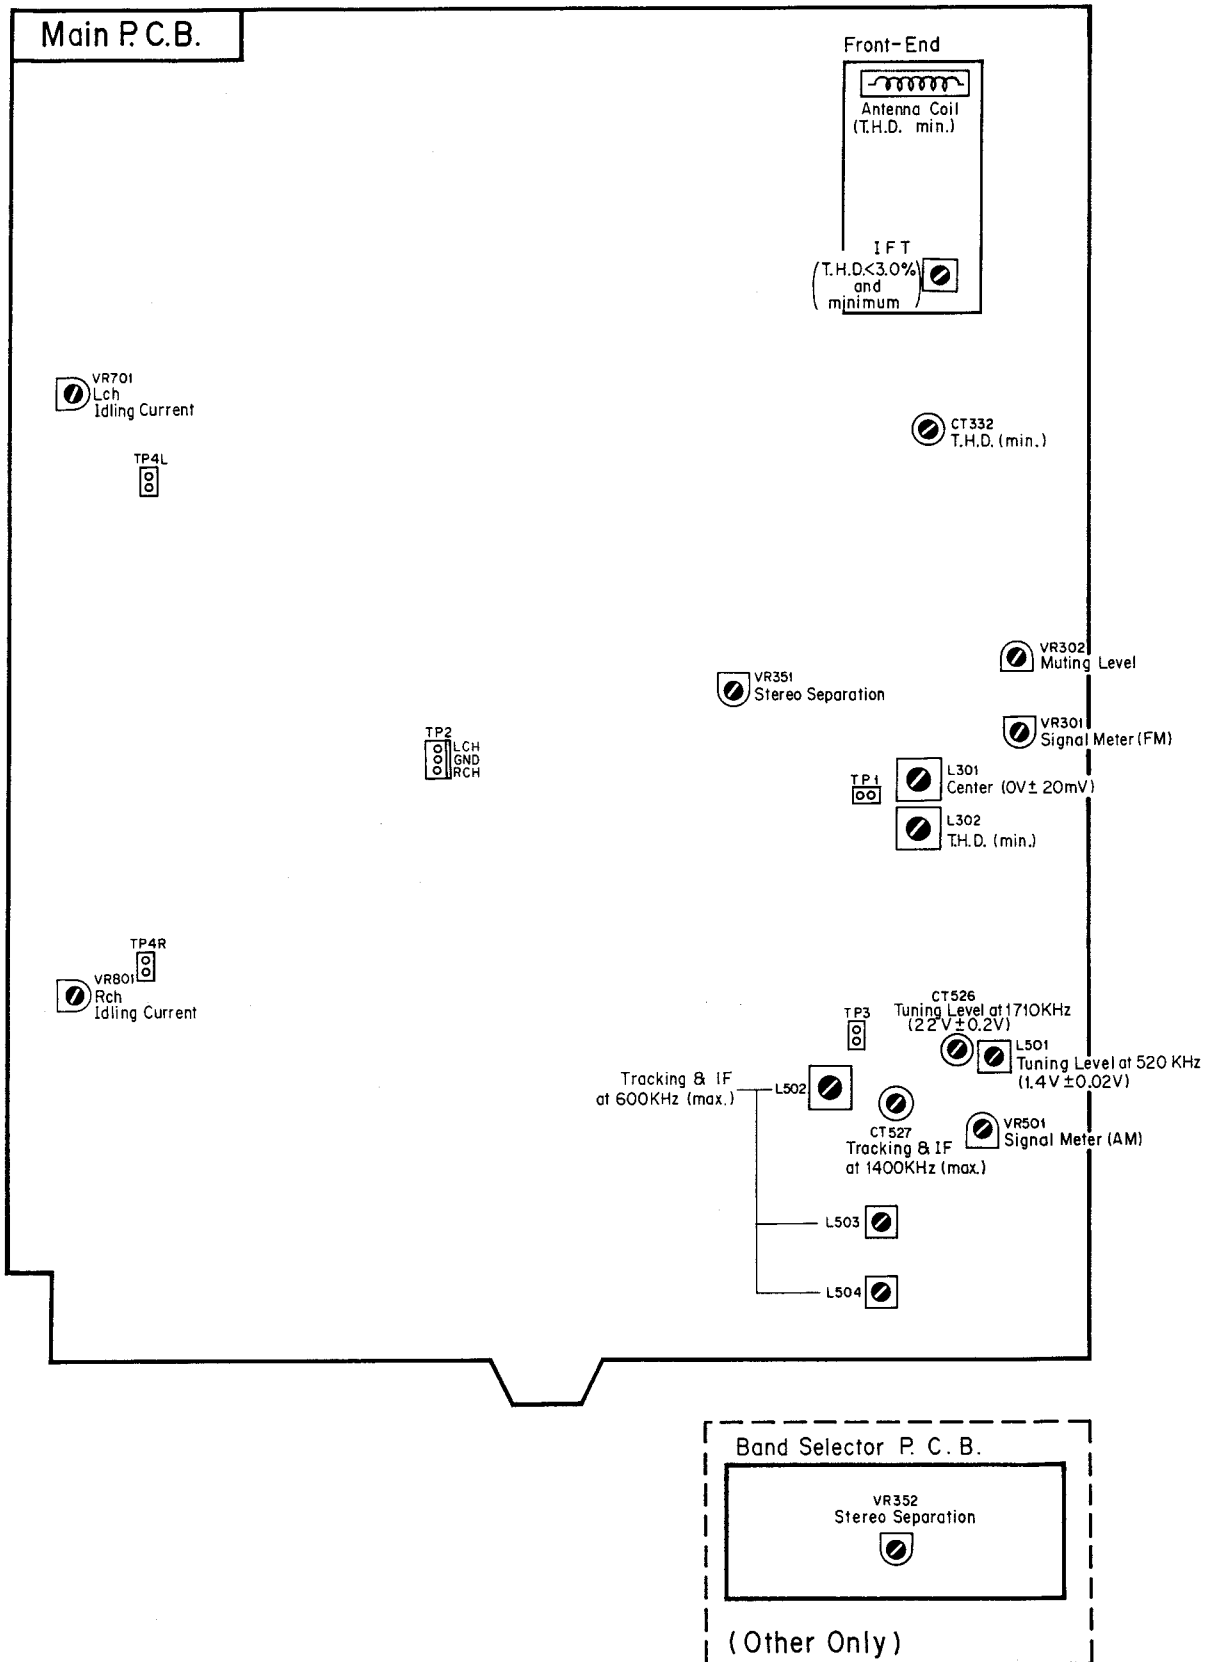 Main P.C.B.
Front-End
Antenna Coil
(T.H.D. min.)
IFT
(T.H.D.<3.0%
and
minimum)
VR701
Lch
Idling Current
CT332
T.H.D. (min.)
TP4L
VR302
Muting Level
VR351
Stereo Separation
VR301
Signal Meter (FM)
TP2
LCH
GND
RCH
TP1
L301
Center (0V± 20mV)
L302
T.H.D. (min.)
TP4R
VR801
Rch
Idling Current
CT526
Tuning Level at 1710KHz
(22V±0.2V)
TP3
L501
Tuning Level at 520 KHz
(1.4V±0.02V)
Tracking & IF
at 600KHz (max.)
L502
CT527
Tracking & IF
at 1400KHz (max.)
VR501
Signal Meter (AM)
L503
L504
Band Selector P.C.B.
VR352
Stereo Separation
(Other Only)